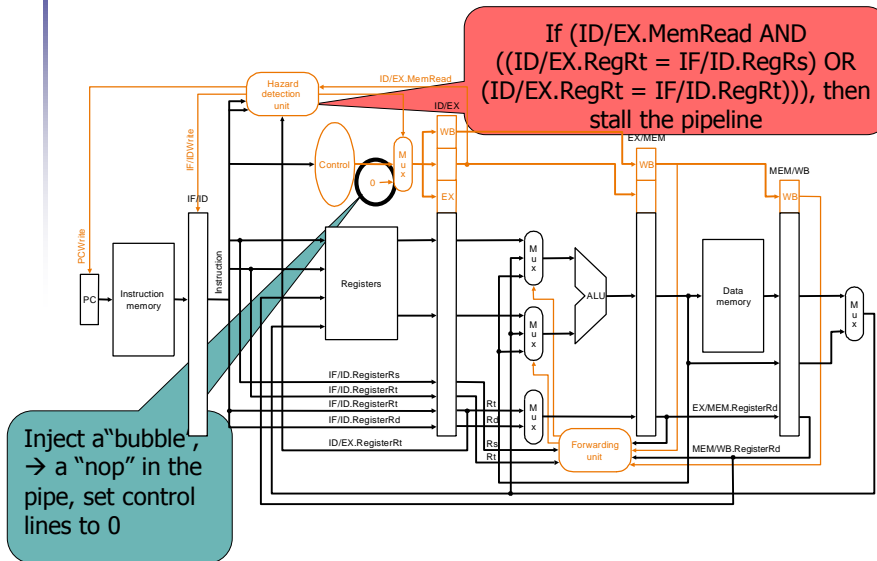 If (ID/EX.MemRead AND
((ID/EX.RegRt = IF/ID.RegRs) OR
(ID/EX.RegRt = IF/ID.RegRt))), then
stall the pipeline
Hazard
detection
unit
ID/EX.MemRead
ID/EX
IF/IDWrite
PCWrite
Control
0
M
u
x
WB
EX
EX/MEM
WB
MEM/WB
WB
IF/ID
PC
Instruction
memory
Instruction
Registers
M
u
x
M
u
x
ALU
Data
memory
M
u
x
IF/ID.RegisterRs
IF/ID.RegisterRt
IF/ID.RegisterRt
IF/ID.RegisterRd
ID/EX.RegisterRt
Rt
Rd
M
u
x
Rs
Rt
Forwarding
unit
EX/MEM.RegisterRd
MEM/WB.RegisterRd
Inject a“bubble ,
→ a “nop” in the
pipe, set control
lines to 0